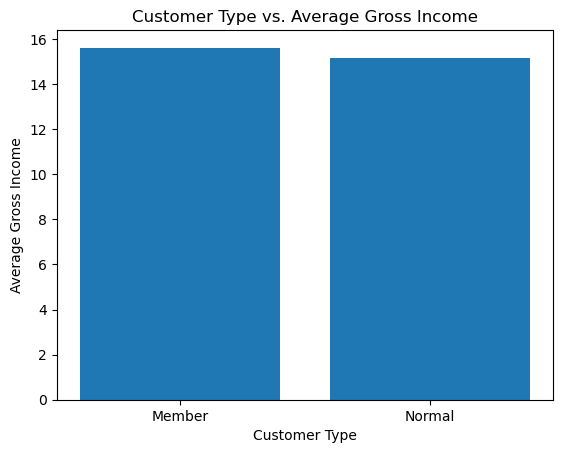 Customer Type vs. Average Gross Income
16
14
12
10
8
6
4
2
0
Average Gross Income
Member
Normal
Customer Type